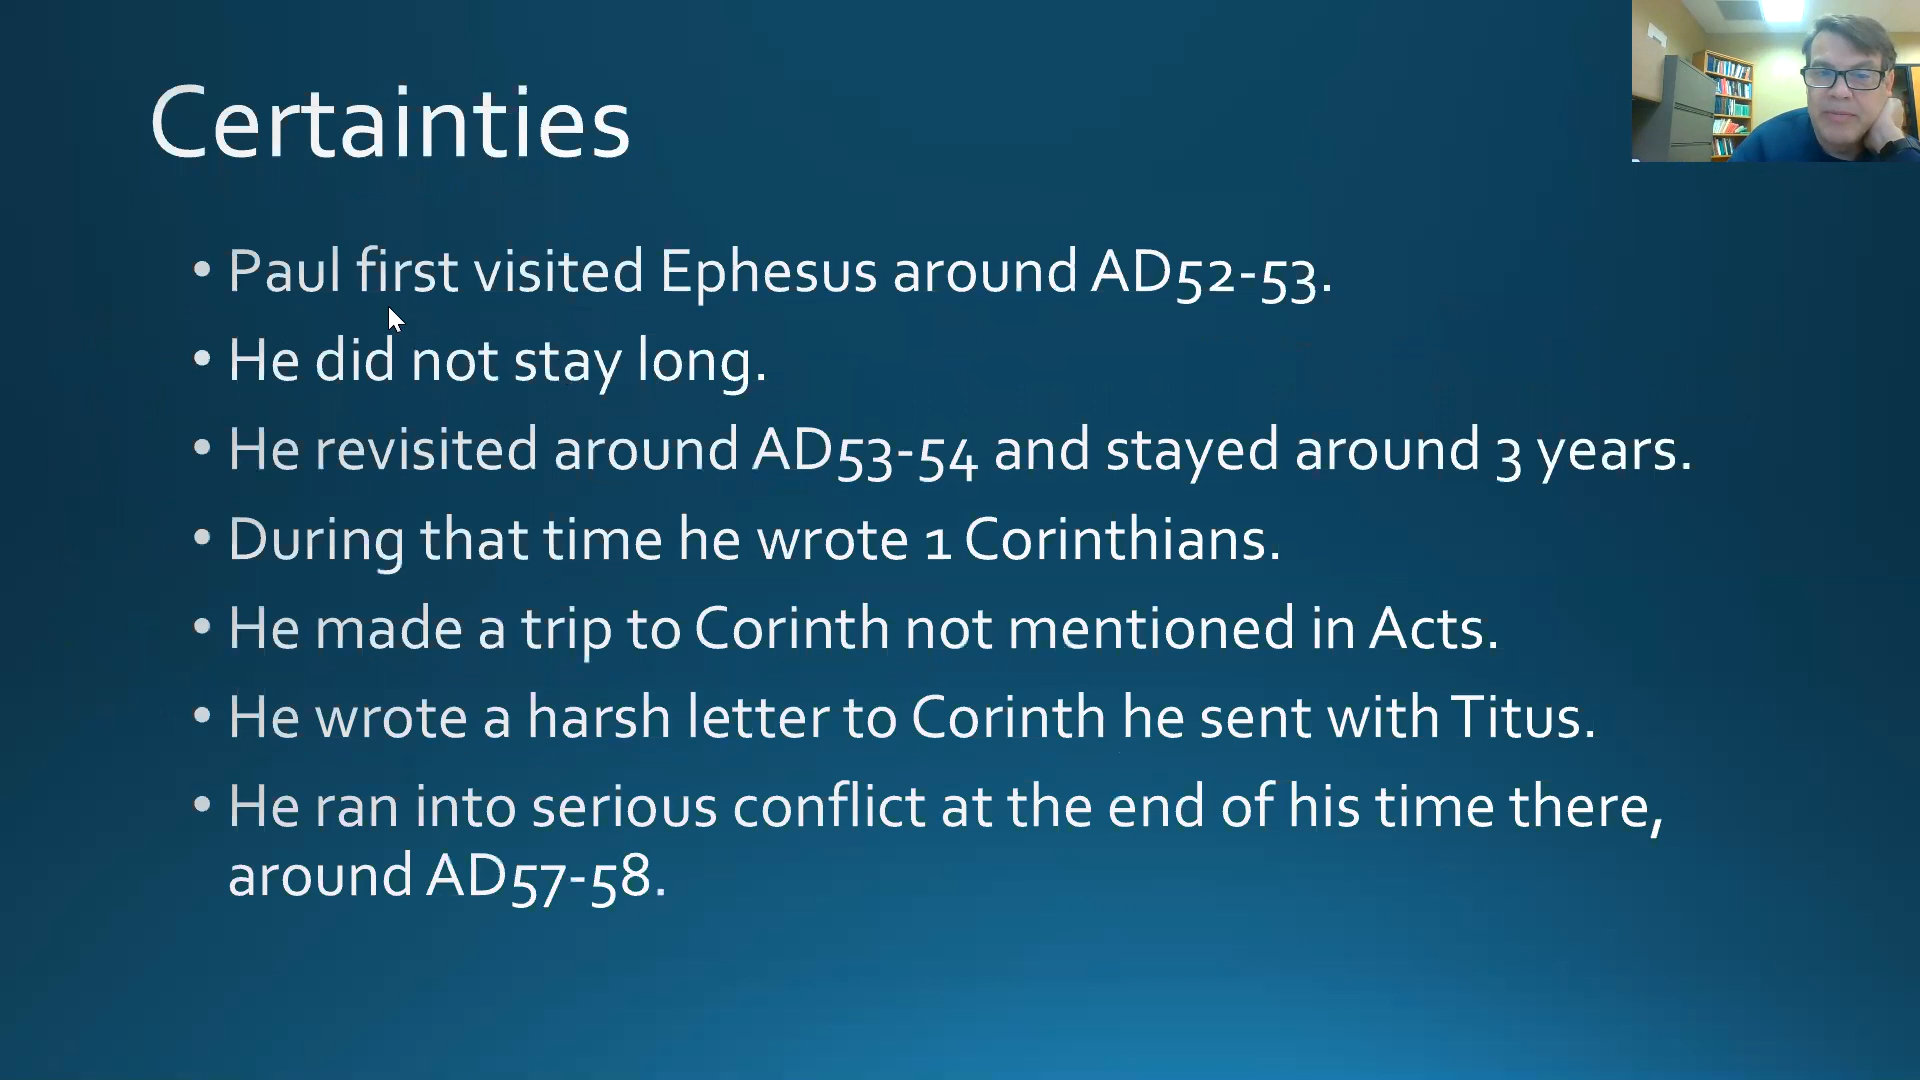 Certainties
• Paul first visited Ephesus around AD52-53.
• He did not stay long.
• He revisited around AD53-54 and stayed around 3 years.
• During that time he wrote 1 Corinthians.
• He made a trip to Corinth not mentioned in Acts.
• He wrote a harsh letter to Corinth he sent with Titus.
• He ran into serious conflict at the end of his time there,
around AD57-58.